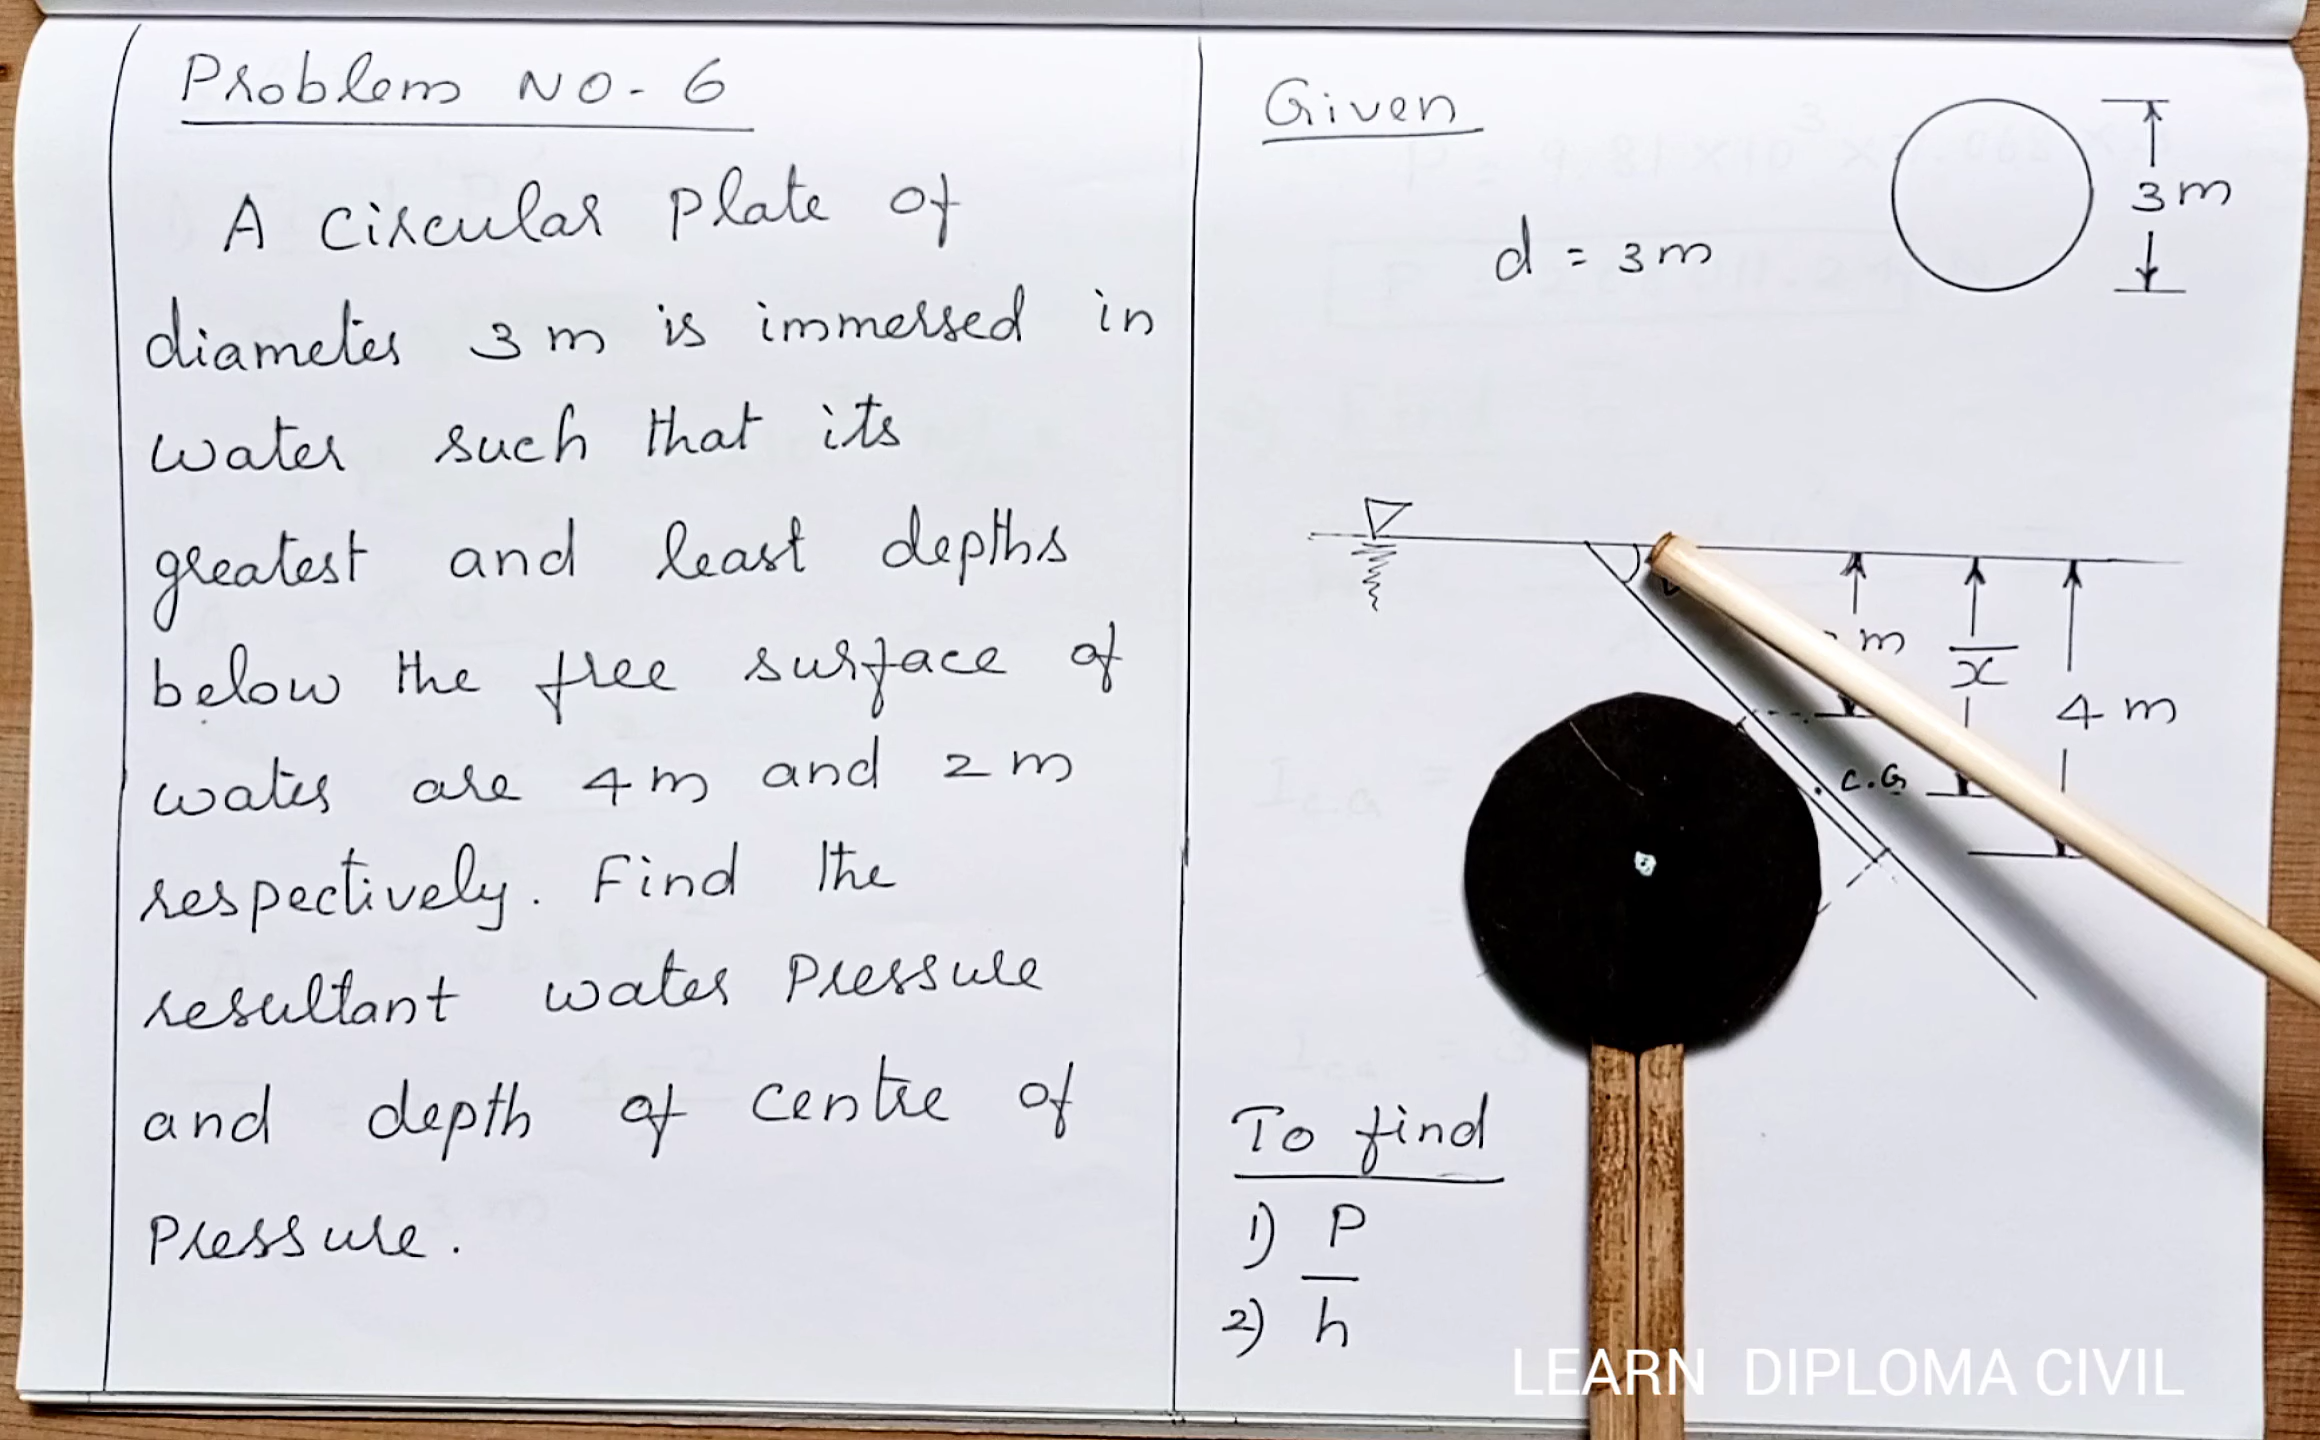 Problem NO - 6
A circular plate of
diameter 3 m is immersed in
water such that its
greatest and least depths
below the free surface of
water are 4 m and 2 m
respectively. Find the
resultant water pressure
and depth of centre of
pressure.
Given
d = 3 m
3 m
m
x̄
4 m
C.G
To find
1) P
2) h̄
LEARN DIPLOMA CIVIL